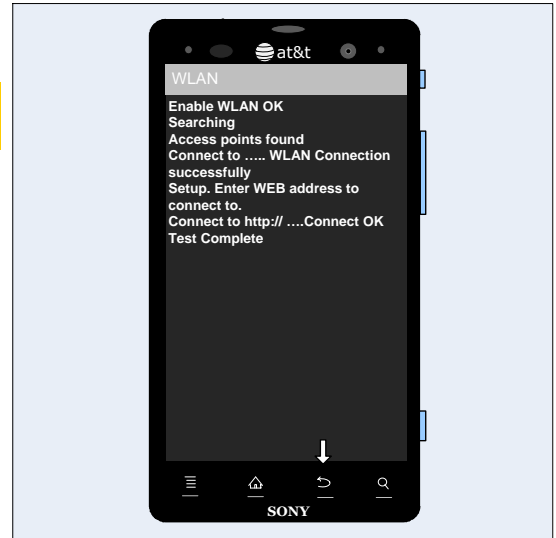 at&t
WLAN
Enable WLAN OK
Searching
Access points found
Connect to ….. WLAN Connection
successfully
Setup. Enter WEB address to
connect to.
Connect to http:// ….Connect OK
Test Complete
SONY